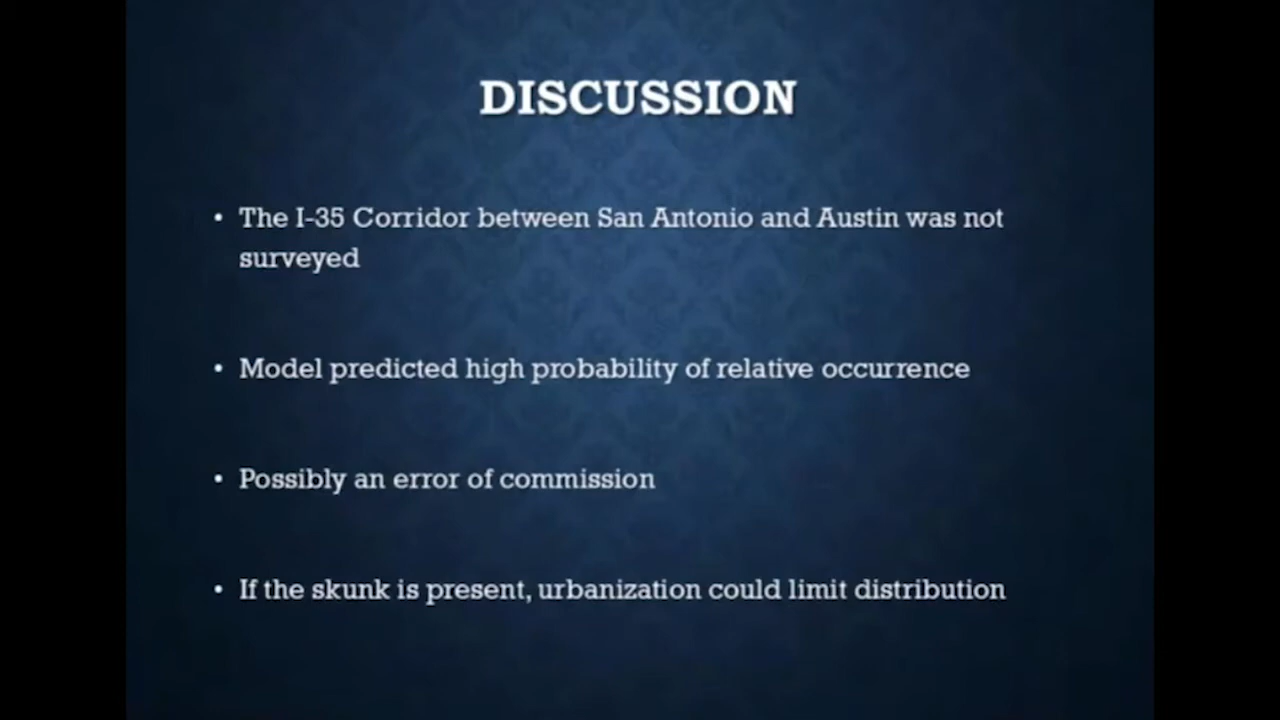 DISCUSSION
• The I-35 Corridor between San Antonio and Austin was not
surveyed
• Model predicted high probability of relative occurrence
• Possibly an error of commission
• If the skunk is present, urbanization could limit distribution